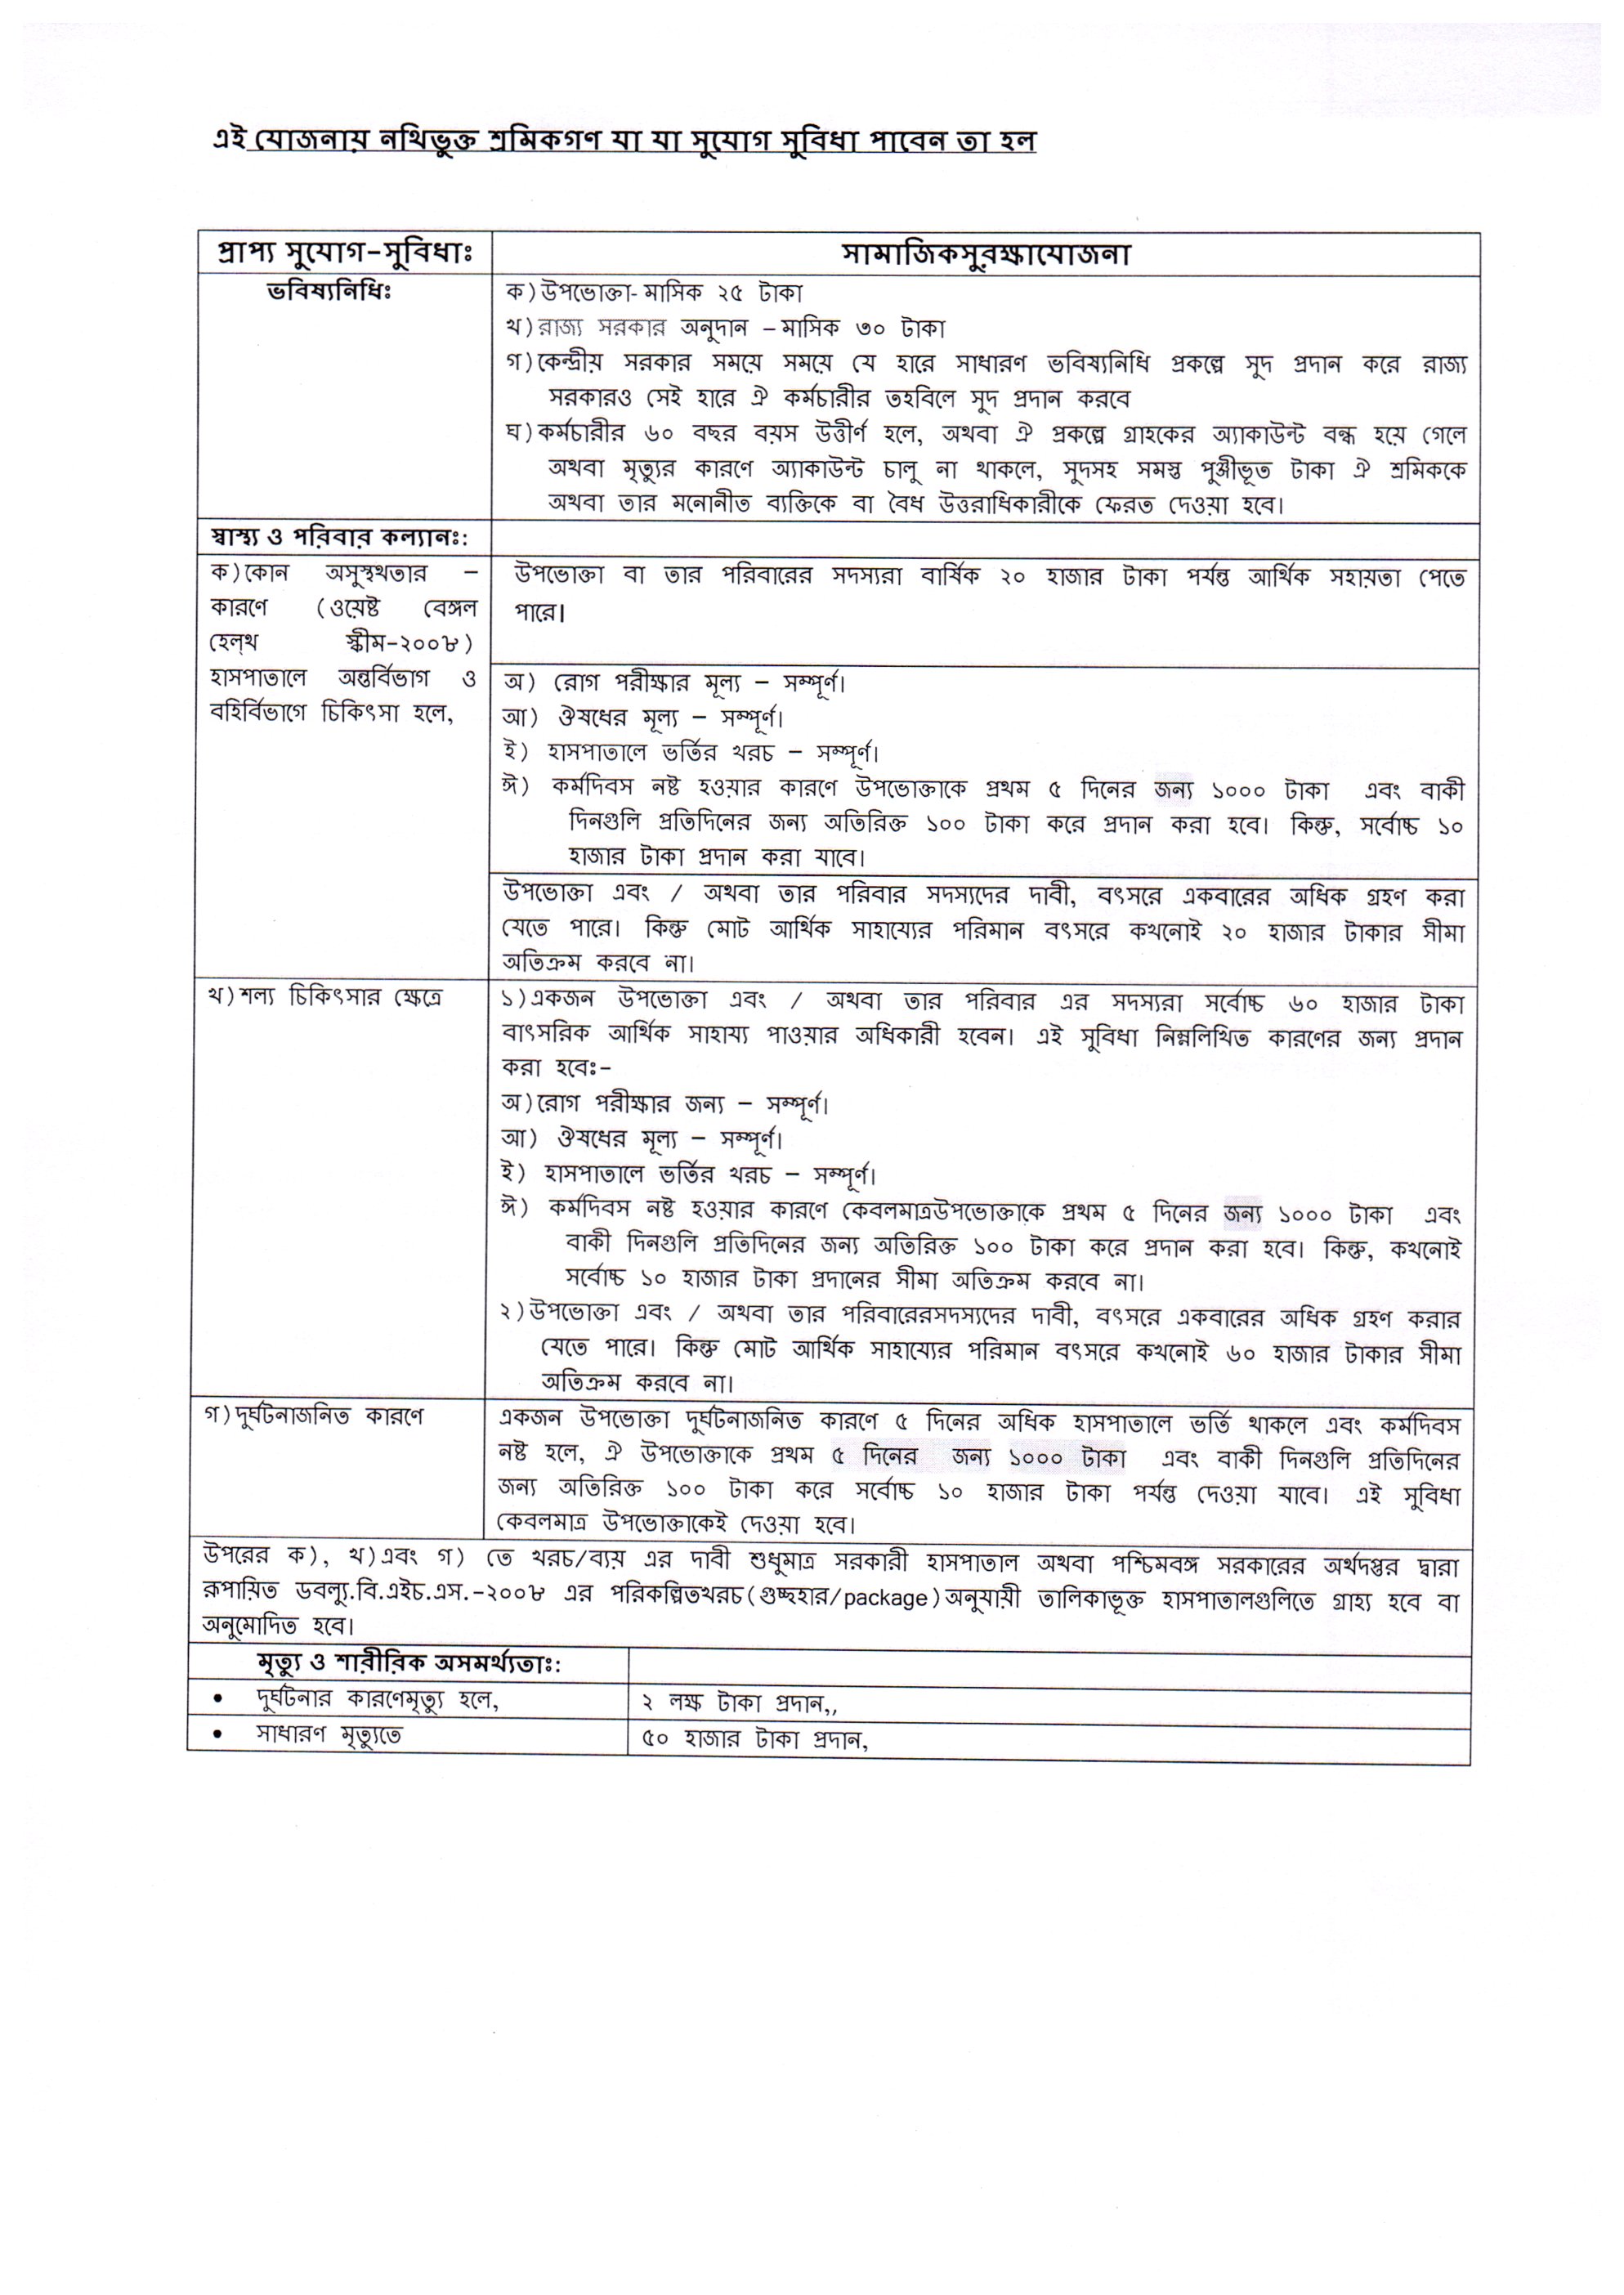 এই যোজনায় নথিভুক্ত শ্রমিকগণ যা যা সুযোগ সুবিধা পাবেন তা হল
প্রাপ্য সুযোগ-সুবিধাঃ
সামাজিকসুরক্ষাযোজনা
ভবিষ্যনিধিঃ
ক) উপভোক্তা- মাসিক ২৫ টাকা
খ) রাজ্য সরকার অনুদান – মাসিক ৩০ টাকা
গ) কেন্দ্রীয় সরকার সময়ে সময়ে যে হারে সাধারণ ভবিষ্যনিধি প্রকল্পে সুদ প্রদান করে রাজ্য
সরকারও সেই হারে ঐ কর্মচারীর তহবিলে সুদ প্রদান করবে
ঘ) কর্মচারীর ৬০ বছর বয়স উত্তীর্ণ হলে, অথবা ঐ প্রকল্পে গ্রাহকের অ্যাকাউন্ট বন্ধ হয়ে গেলে
অথবা মৃত্যুর কারণে অ্যাকাউন্ট চালু না থাকলে, সুদসহ সমস্ত পুঞ্জীভূত টাকা ঐ শ্রমিককে
অথবা তার মনোনীত ব্যক্তিকে বা বৈধ উত্তরাধিকারীকে ফেরত দেওয়া হবে।
স্বাস্থ্য ও পরিবার কল্যানঃ:
ক) কোন অসুস্থথতার –
কারণে (ওয়েষ্ট বেঙ্গল
হেল্থ স্কীম-২০০৮)
হাসপাতালে অন্তর্বিভাগ ও
বহির্বিভাগে চিকিৎসা হলে,
উপভোক্তা বা তার পরিবারের সদস্যরা বার্ষিক ২০ হাজার টাকা পর্যন্ত আর্থিক সহায়তা পেতে
পারে।
অ) রোগ পরীক্ষার মূল্য – সম্পূর্ণ।
আ) ঔষধের মূল্য – সম্পূর্ণ।
ই) হাসপাতালে ভর্তির খরচ – সম্পূর্ণ।
ঈ) কর্মদিবস নষ্ট হওয়ার কারণে উপভোক্তাকে প্রথম ৫ দিনের জন্য ১০০০ টাকা এবং বাকী
দিনগুলি প্রতিদিনের জন্য অতিরিক্ত ১০০ টাকা করে প্রদান করা হবে। কিন্তু, সর্বোচ্চ ১০
হাজার টাকা প্রদান করা যাবে।
উপভোক্তা এবং / অথবা তার পরিবার সদস্যদের দাবী, বৎসরে একবারের অধিক গ্রহণ করা
যেতে পারে। কিন্তু মোট আর্থিক সাহায্যের পরিমান বৎসরে কখনোই ২০ হাজার টাকার সীমা
অতিক্রম করবে না।
খ) শল্য চিকিৎসার ক্ষেত্রে
১) একজন উপভোক্তা এবং / অথবা তার পরিবার এর সদস্যরা সর্বোচ্চ ৬০ হাজার টাকা
বাৎসরিক আর্থিক সাহায্য পাওয়ার অধিকারী হবেন। এই সুবিধা নিম্নলিখিত কারণের জন্য প্রদান
করা হবেঃ-
অ) রোগ পরীক্ষার জন্য – সম্পূর্ণ।
আ) ঔষধের মূল্য – সম্পূর্ণ।
ই) হাসপাতালে ভর্তির খরচ – সম্পূর্ণ।
ঈ) কর্মদিবস নষ্ট হওয়ার কারণে কেবলমাত্রউপভোক্তাকে প্রথম ৫ দিনের জন্য ১০০০ টাকা এবং
বাকী দিনগুলি প্রতিদিনের জন্য অতিরিক্ত ১০০ টাকা করে প্রদান করা হবে। কিন্তু, কখনোই
সর্বোচ্চ ১০ হাজার টাকা প্রদানের সীমা অতিক্রম করবে না।
২) উপভোক্তা এবং / অথবা তার পরিবারেরসদস্যদের দাবী, বৎসরে একবারের অধিক গ্রহণ করার
যেতে পারে। কিন্তু মোট আর্থিক সাহায্যের পরিমান বৎসরে কখনোই ৬০ হাজার টাকার সীমা
অতিক্রম করবে না।
গ) দুর্ঘটনাজনিত কারণে
একজন উপভোক্তা দুর্ঘটনাজনিত কারণে ৫ দিনের অধিক হাসপাতালে ভর্তি থাকলে এবং কর্মদিবস
নষ্ট হলে, ঐ উপভোক্তাকে প্রথম ৫ দিনের জন্য ১০০০ টাকা এবং বাকী দিনগুলি প্রতিদিনের
জন্য অতিরিক্ত ১০০ টাকা করে সর্বোচ্চ ১০ হাজার টাকা পর্যন্ত দেওয়া যাবে। এই সুবিধা
কেবলমাত্র উপভোক্তাকেই দেওয়া হবে।
উপরের ক), খ) এবং গ) তে খরচ/ব্যয় এর দাবী শুধুমাত্র সরকারী হাসপাতাল অথবা পশ্চিমবঙ্গ সরকারের অর্থদপ্তর দ্বারা
রূপায়িত ডবল্যু.বি.এইচ.এস.-২০০৮ এর পরিকল্পিতখরচ(গুচ্ছহার/package) অনুযায়ী তালিকাভূক্ত হাসপাতালগুলিতে গ্রাহ্য হবে বা
অনুমোদিত হবে।
মৃত্যু ও শারীরিক অসমর্থ্যতাঃ:
• দুর্ঘটনার কারণেমৃত্যু হলে,
২ লক্ষ টাকা প্রদান,,
• সাধারণ মৃত্যুতে
৫০ হাজার টাকা প্রদান,